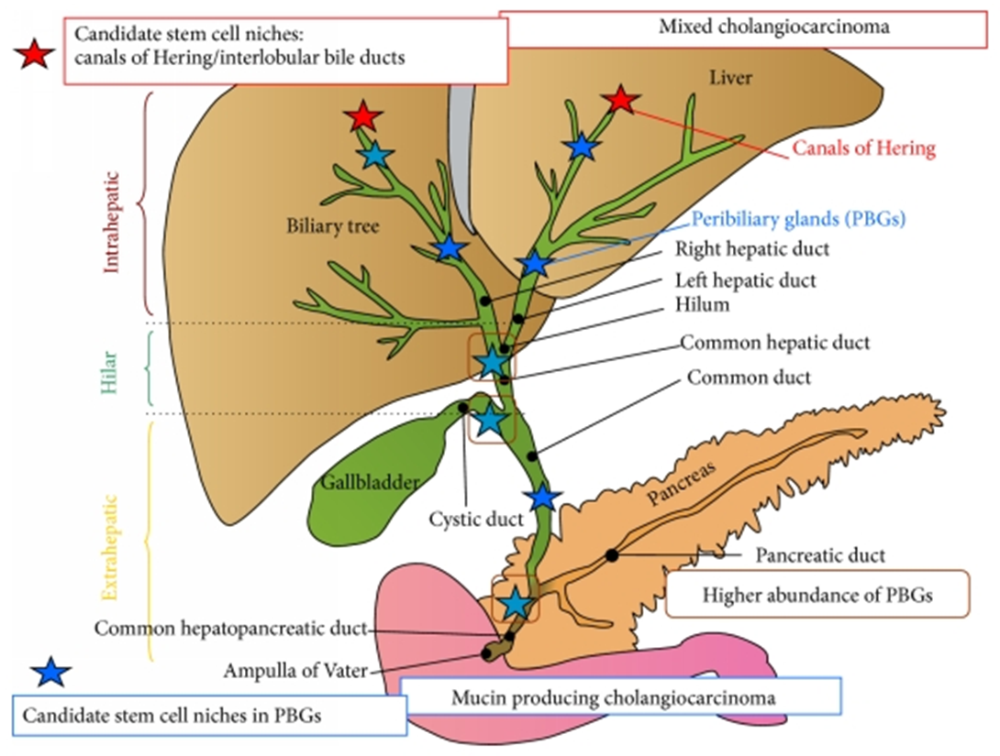 Candidate stem cell niches:
canals of Hering/interlobular bile ducts
Mixed cholangiocarcinoma
Liver
Canals of Hering
Intrahepatic
Biliary tree
Peribiliary glands (PBGs)
Right hepatic duct
Left hepatic duct
Hilum
Common hepatic duct
Hilar
Common duct
Gallbladder
Pancreas
Cystic duct
Extrahepatic
Pancreatic duct
Higher abundance of PBGs
Common hepatopancreatic duct
Ampulla of Vater
Mucin producing cholangiocarcinoma
Candidate stem cell niches in PBGs